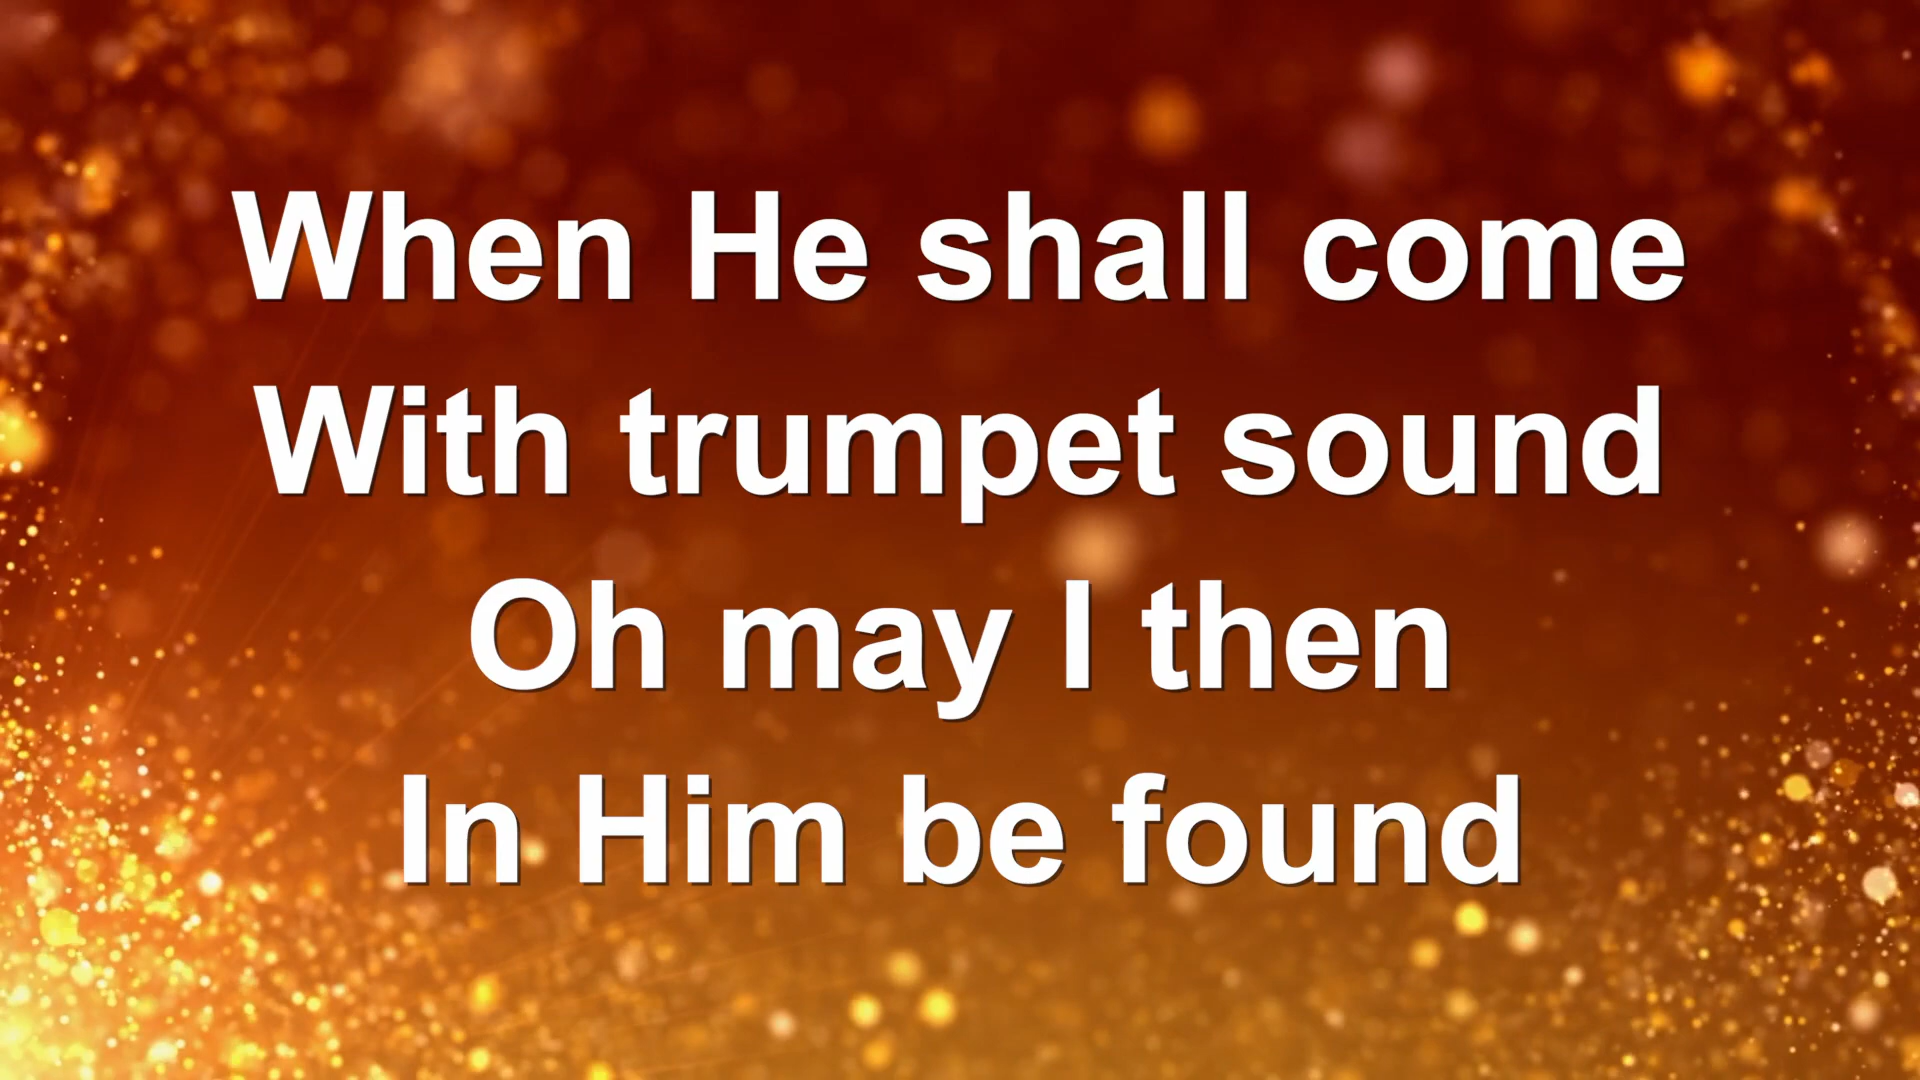 When He shall come
With trumpet sound
Oh may I then
In Him be found